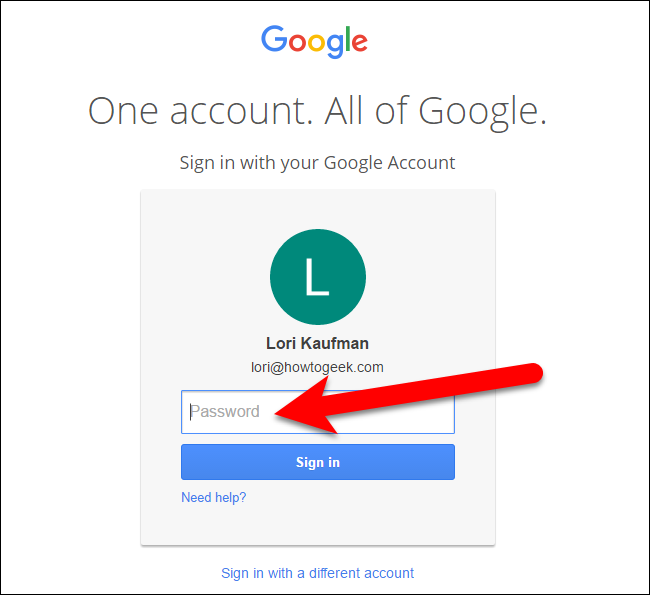 Google
One account. All of Google.
Sign in with your Google Account
L
Lori Kaufman
lori@howtogeek.com
Password
Sign in
Need help?
Sign in with a different account